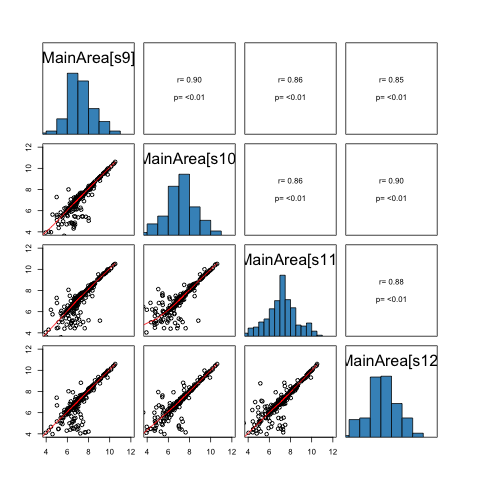 MainArea[s9]
r= 0.90
p= <0.01
r= 0.86
p= <0.01
r= 0.85
p= <0.01
4 6 8 10 12
MainArea[s10
r= 0.86
p= <0.01
r= 0.90
p= <0.01
4 6 8 10 12
MainArea[s11
r= 0.88
p= <0.01
4 6 8 10 12
MainArea[s12
4 6 8 10 12
4 6 8 10 12
4 6 8 10 12